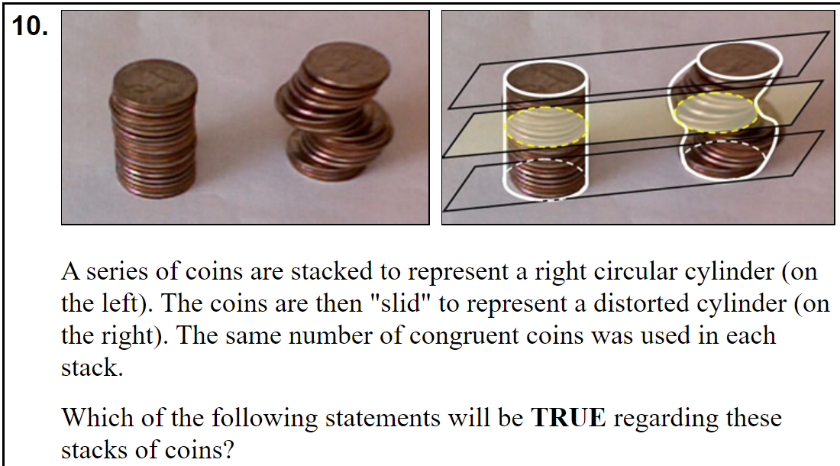 10.
A series of coins are stacked to represent a right circular cylinder (on
the left). The coins are then "slid" to represent a distorted cylinder (on
the right). The same number of congruent coins was used in each
stack.
Which of the following statements will be TRUE regarding these
stacks of coins?